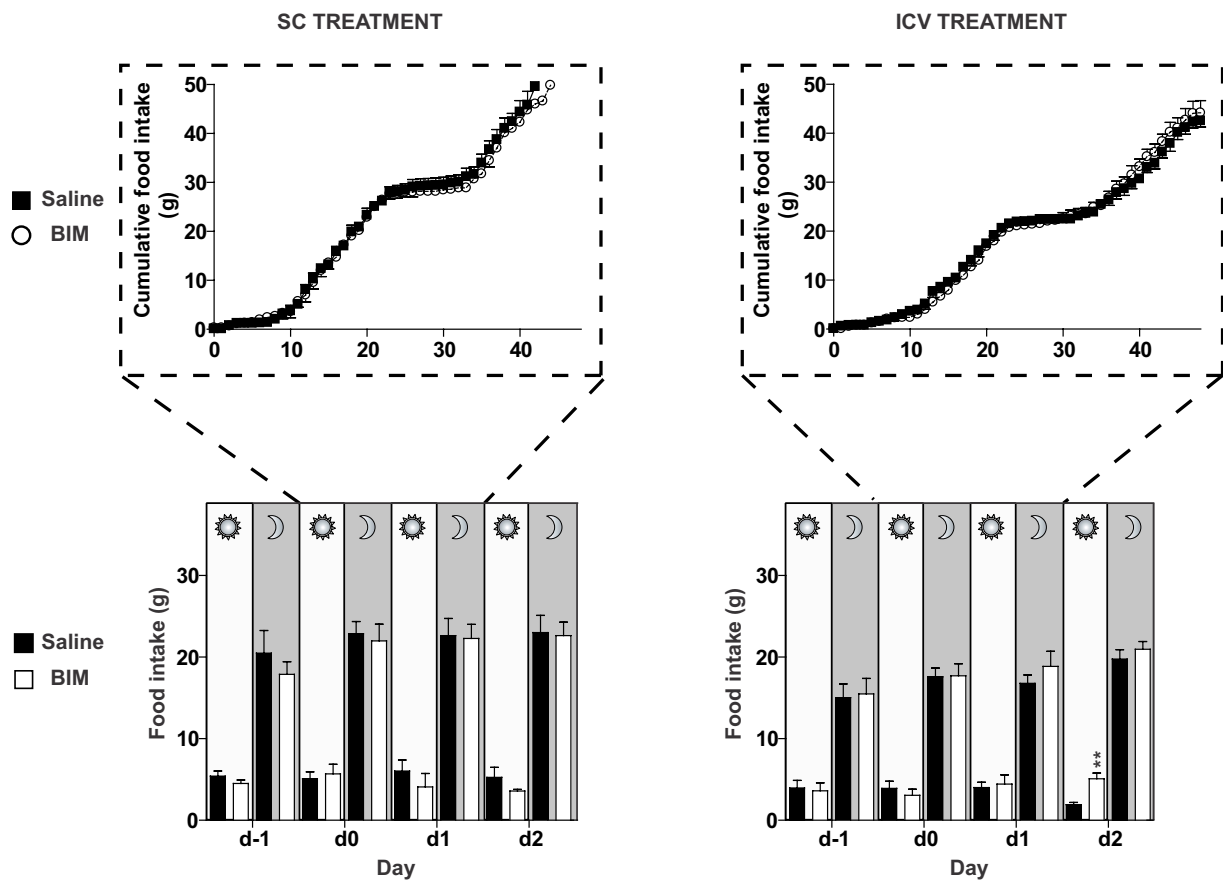 SC TREATMENT
ICV TREATMENT
Cumulative food intake
(g)
50
40
30
20
10
0
0 10 20 30 40
Cumulative food intake
(g)
50
40
30
20
10
0
0 10 20 30 40
Saline
BIM
Food intake (g)
30
20
10
0
d-1 d0 d1 d2
Day
Food intake (g)
30
20
10
0
**
d-1 d0 d1 d2
Day
Saline
BIM